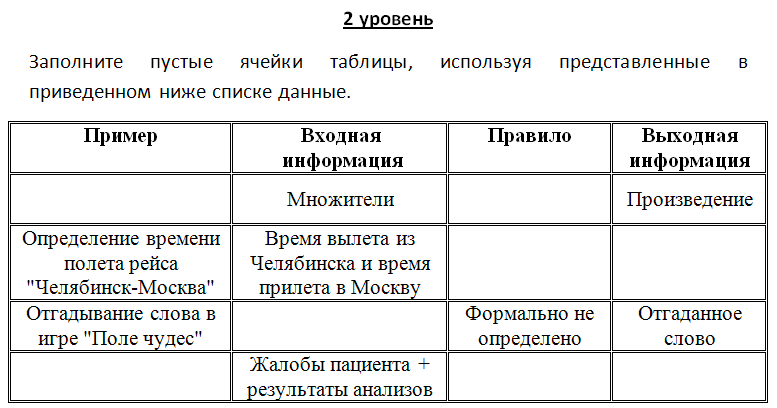 2 уровень
Заполните пустые ячейки таблицы, используя представленные в
приведенном ниже списке данные.
Пример
Входная
информация
Правило
Выходная
информация
Множители
Произведение
Определение времени
полета рейса
"Челябинск-Москва"
Время вылета из
Челябинска и время
прилета в Москву
Отгадывание слова в
игре "Поле чудес"
Формально не
определено
Отгаданное
слово
Жалобы пациента +
результаты анализов